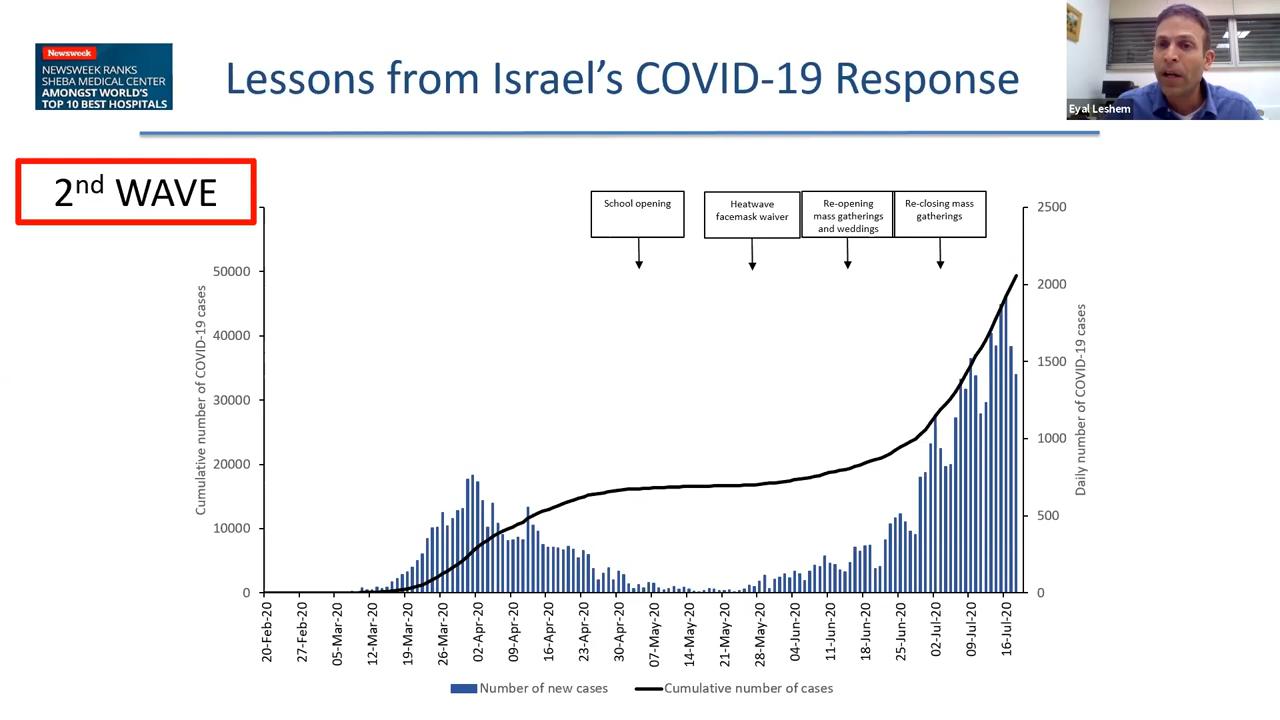 Newsweek
NEWSWEEK RANKS
SHEBA MEDICAL CENTER
AMONGST WORLD'S
TOP 10 BEST HOSPITALS
Lessons from Israel's COVID-19 Response
Eyal Leshem
2nd WAVE
School opening
Heatwave
facemask waiver
Re-opening
mass gatherings
and weddings
Re-closing mass
gatherings
Cumulative number of COVID-19 cases
50000
40000
30000
20000
10000
0
2500
2000
1500
1000
500
0
Daily number of COVID-19 cases
20-Feb-20
27-Feb-20
05-Mar-20
12-Mar-20
19-Mar-20
26-Mar-20
02-Apr-20
09-Apr-20
16-Apr-20
23-Apr-20
30-Apr-20
07-May-20
14-May-20
21-May-20
28-May-20
04-Jun-20
11-Jun-20
18-Jun-20
25-Jun-20
02-Jul-20
09-Jul-20
16-Jul-20
Number of new cases
Cumulative number of cases